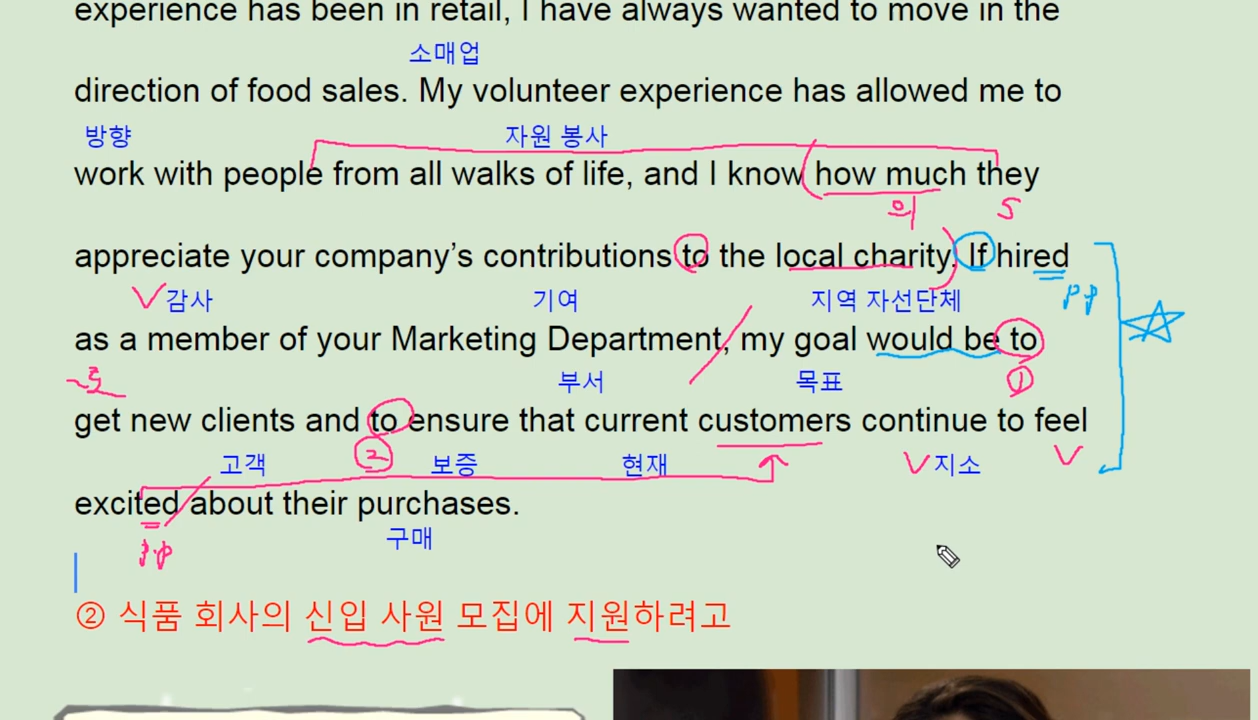 experience has been in retail, I have always wanted to move in the
소매업
direction of food sales. My volunteer experience has allowed me to
방향 자원 봉사
work with people from all walks of life, and I know how much they
의 S
appreciate your company's contributions to the local charity. If hired
V 감사 기여 지역 자선단체 pp
as a member of your Marketing Department, my goal would be to
~로 부서 목표 ①
get new clients and to ensure that current customers continue to feel
고객 ② 보증 현재 V 지소 V
excited about their purchases.
p.p 구매
② 식품 회사의 신입 사원 모집에 지원하려고